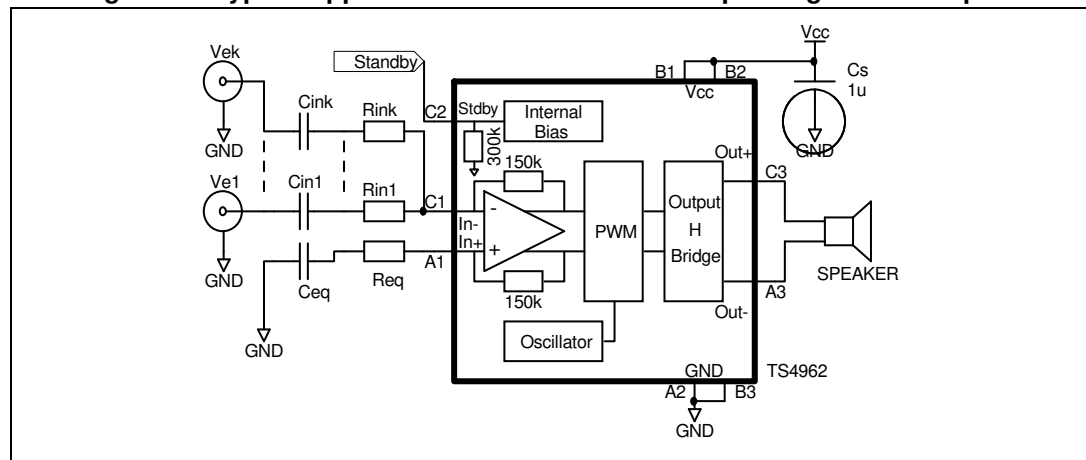 Vcc
Vek
Standby
B1
B2
Cs
1u
Vcc
Cink
Rink
C2
Stdby
Internal
Bias
GND
300k
150k
Out+
GND
Cin1
Ve1
Rin1
C1
C3
In-
-
PWM
Output
H
Bridge
In+
+
A1
GND
Ceq
Req
150k
SPEAKER
A3
Out-
Oscillator
GND
GND
TS4962
A2
B3
GND